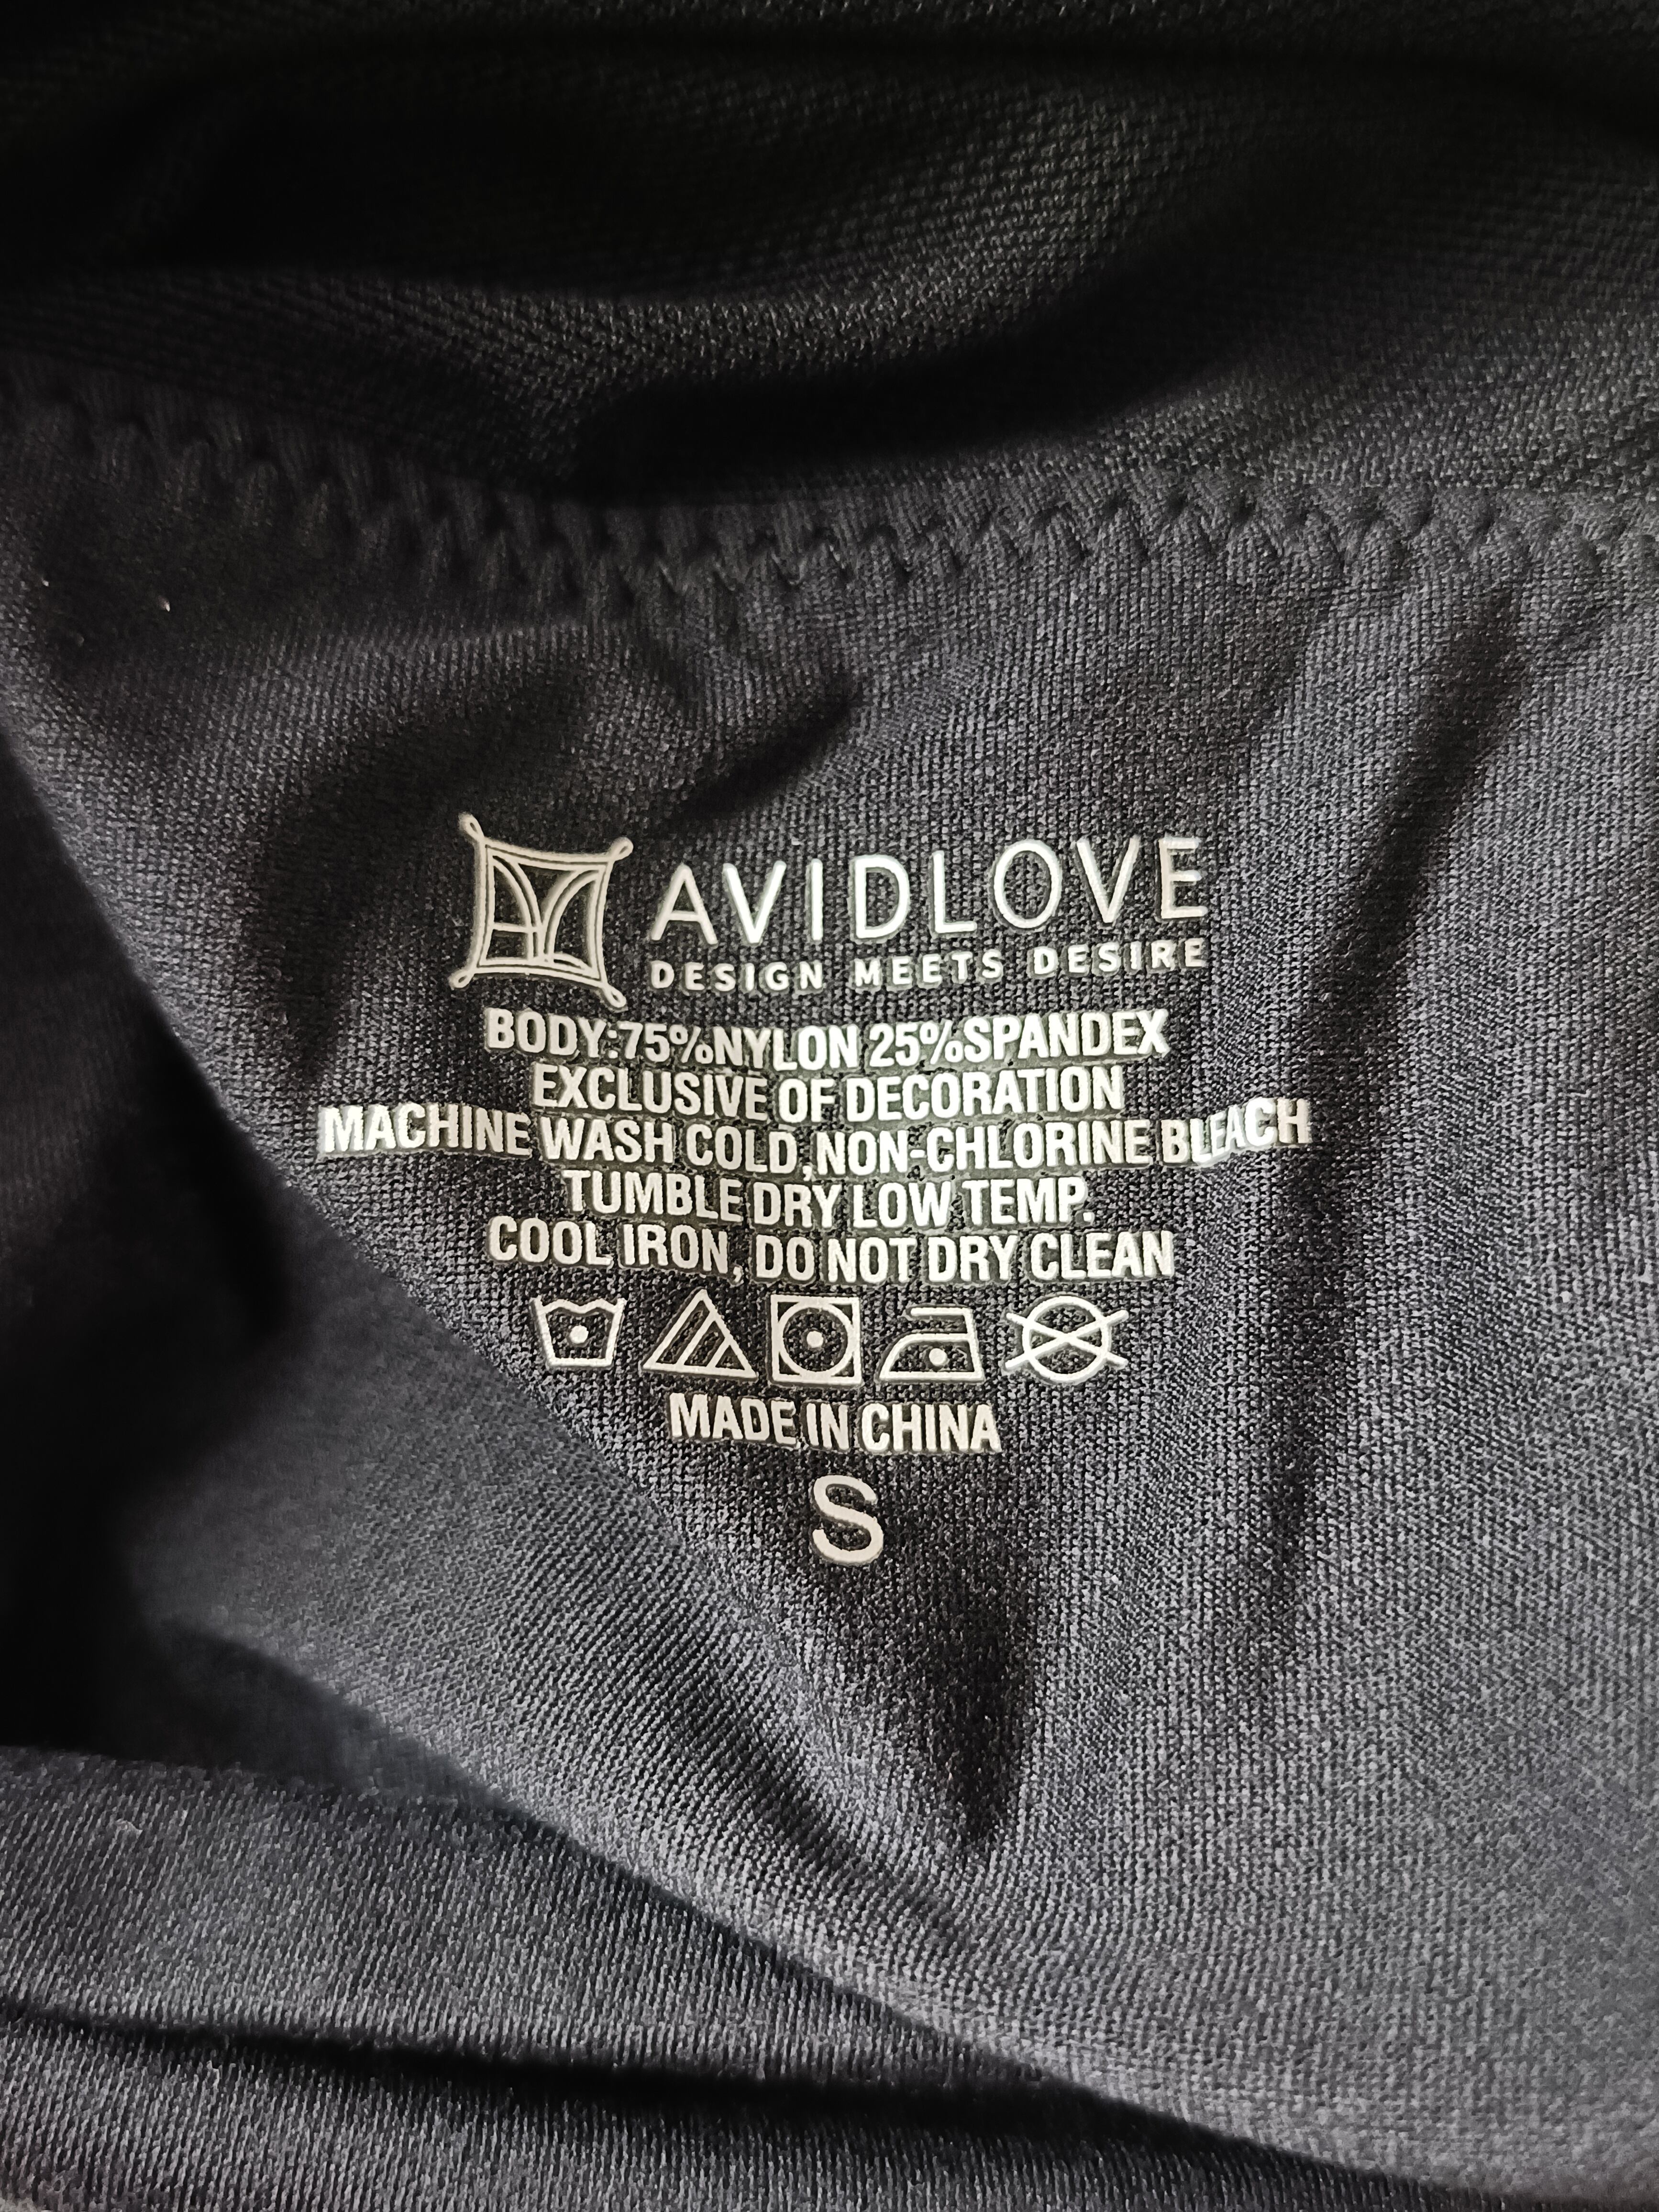 AVIDLOVE
DESIGN MEETS DESIRE
BODY:75%NYLON 25%SPANDEX
EXCLUSIVE OF DECORATION
MACHINE WASH COLD,NON-CHLORINE BLEACH
TUMBLE DRY LOW TEMP.
COOL IRON, DO NOT DRY CLEAN
MADE IN CHINA
S